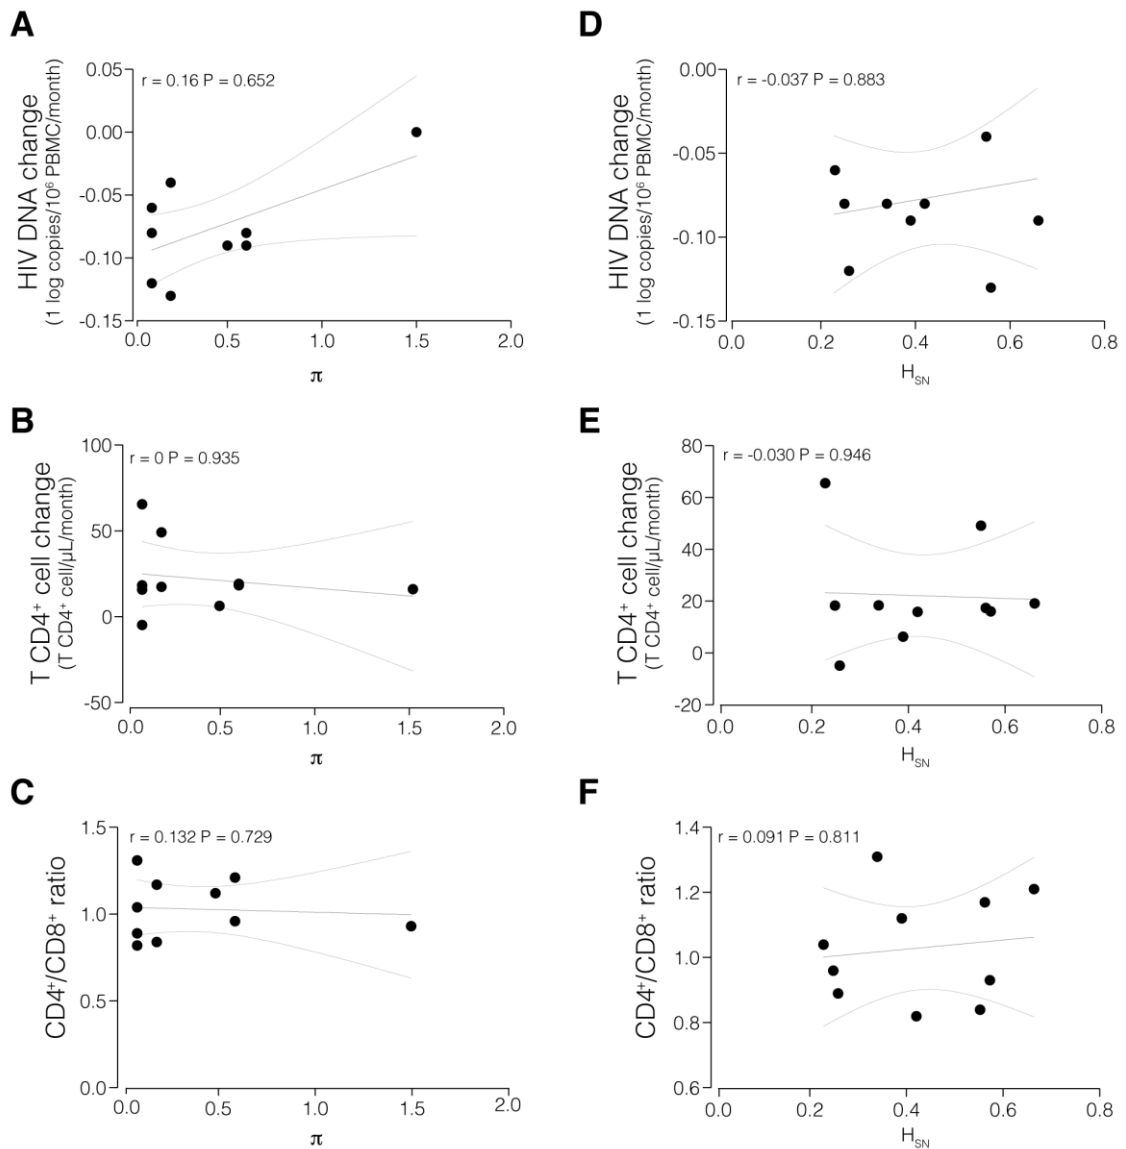 A
HIV DNA change
(1 log copies/10⁶ PBMC/month)
r = 0.16 P = 0.652
0.05
0.00
-0.05
-0.10
-0.15
0.0 0.5 1.0 1.5 2.0
π
D
HIV DNA change
(1 log copies/10⁶ PBMC/month)
r = -0.037 P = 0.883
0.00
-0.05
-0.10
-0.15
0.0 0.2 0.4 0.6 0.8
H_SN
B
T CD4⁺ cell change
(T CD4⁺ cell/µL/month)
r = 0 P = 0.935
100
50
0
-50
0.0 0.5 1.0 1.5 2.0
π
E
T CD4⁺ cell change
(T CD4⁺ cell/µL/month)
r = -0.030 P = 0.946
80
60
40
20
0
-20
0.0 0.2 0.4 0.6 0.8
H_SN
C
CD4⁺/CD8⁺ ratio
r = 0.132 P = 0.729
1.5
1.0
0.5
0.0
0.0 0.5 1.0 1.5 2.0
π
F
CD4⁺/CD8⁺ ratio
r = 0.091 P = 0.811
1.4
1.2
1.0
0.8
0.6
0.0 0.2 0.4 0.6 0.8
H_SN